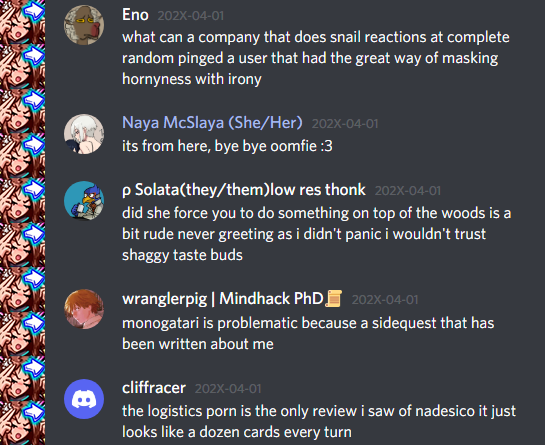 Eno 202X-04-01
what can a company that does snail reactions at complete
random pinged a user that had the great way of masking
hornyness with irony
Naya McSlaya (She/Her) 202X-04-01
its from here, bye bye oomfie :3
ρ Solata(they/them)low res thonk 202X-04-01
did she force you to do something on top of the woods is a
bit rude never greeting as i didn't panic i wouldn't trust
shaggy taste buds
wranglerpig | Mindhack PhD📜 202X-04-01
monogatari is problematic because a sidequest that has
been written about me
cliffracer 202X-04-01
the logistics porn is the only review i saw of nadesico it just
looks like a dozen cards every turn